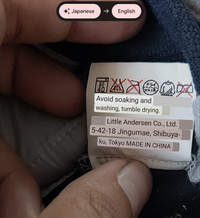 Japanese → English
Avoid soaking and
washing, tumble drying.
Little Andersen Co., Ltd.
5-42-18 Jingumae, Shibuya-
ku, Tokyo MADE IN CHINA